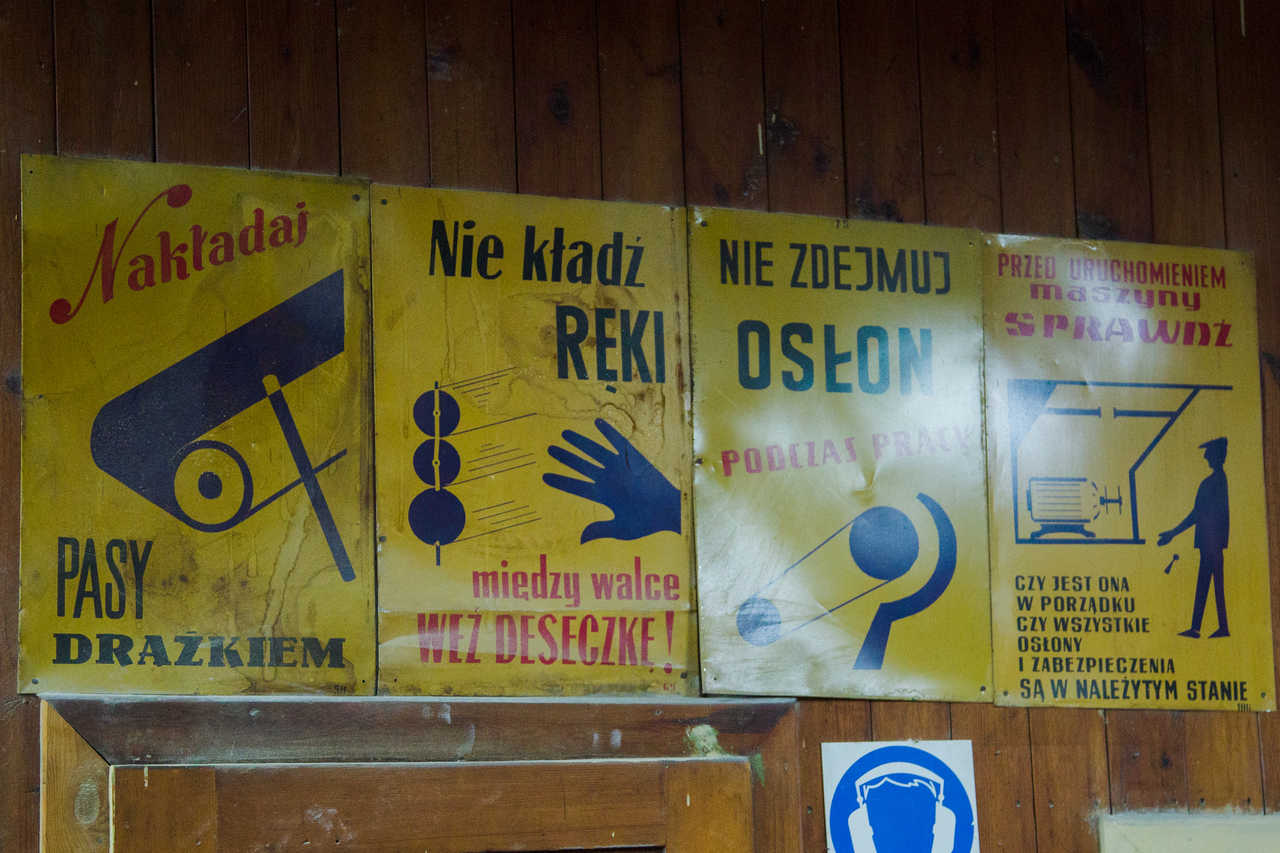 Nakładaj
PASY
DRĄŻKIEM
Nie kładź
RĘKI
między walce
WEŹ DESECZKĘ!
NIE ZDEJMUJ
OSŁON
PODCZAS PRACY
PRZED URUCHOMIENIEM
maszyny
SPRAWDŹ
CZY JEST ONA
W PORZĄDKU
CZY WSZYSTKIE
OSŁONY
I ZABEZPIECZENIA
SĄ W NALEŻYTYM STANIE